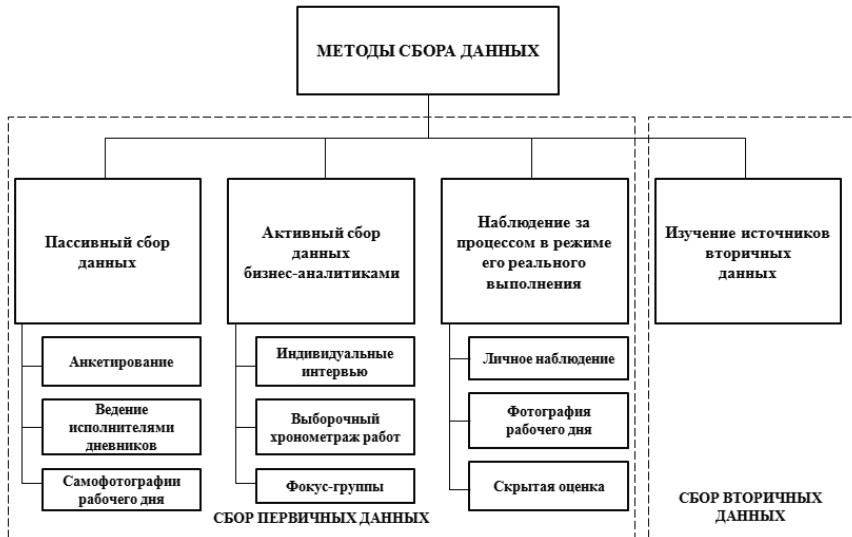 МЕТОДЫ СБОРА ДАННЫХ
Пассивный сбор
данных
Активный сбор
данных
бизнес-аналитиками
Наблюдение за
процессом в режиме
его реального
выполнения
Изучение источников
вторичных
данных
Анкетирование
Ведение
исполнителями
дневников
Самофотографии
рабочего дня
Индивидуальные
интервью
Выборочный
хронометраж работ
Фокус-группы
Личное наблюдение
Фотография
рабочего дня
Скрытая оценка
СБОР ПЕРВИЧНЫХ ДАННЫХ
СБОР ВТОРИЧНЫХ
ДАННЫХ